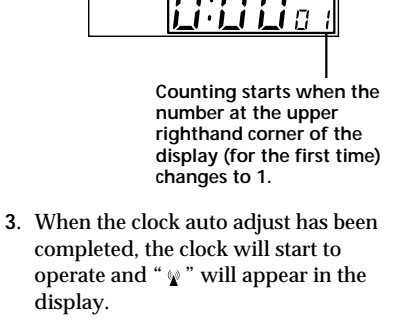 0:00 01
Counting starts when the
number at the upper
righthand corner of the
display (for the first time)
changes to 1.
3. When the clock auto adjust has been
completed, the clock will start to
operate and “ ” will appear in the
display.